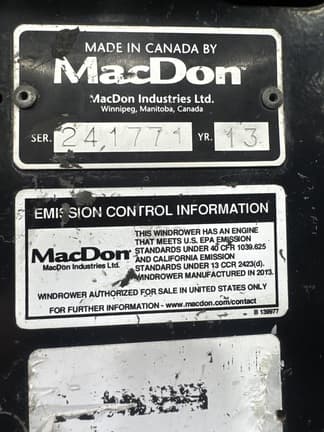 MADE IN CANADA BY
MacDon
MacDon Industries Ltd.
Winnipeg, Manitoba, Canada
SER. 241771 YR. 13
EMISSION CONTROL INFORMATION
THIS WINDROWER HAS AN ENGINE
THAT MEETS U.S. EPA EMISSION
STANDARDS UNDER 40 CFR 1039.625
AND CALIFORNIA EMISSION
STANDARDS UNDER 13 CCR 2423(d).
WINDROWER MANUFACTURED IN 2013.
MacDon
MacDon Industries Ltd.
WINDROWER AUTHORIZED FOR SALE IN UNITED STATES ONLY
FOR FURTHER INFORMATION - www.macdon.com/contact